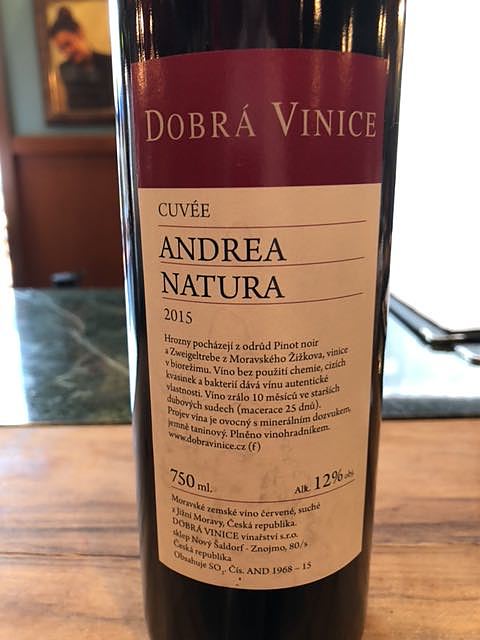 DOBRÁ VINICE
CUVÉE
ANDREA
NATURA
2015
Hrozny pocházejí z odrůd Pinot noir
a Zweigeltrebe z Moravského Žižkova, vinice
v biorežimu. Víno bez použití chemie, cizích
kvasinek a bakterií dává vínu autentické
vlastnosti. Víno zrálo 10 měsíců ve starších
dubových sudech (macerace 25 dnů).
Projev vína je ovocný s minerálním dozvukem,
jemně taninový. Plněno vinohradníkem.
www.dobravinice.cz (f)
750 ml. Alk. 12% obj.
Moravské zemské víno červené, suché
z Jižní Moravy, Česká republika.
DOBRÁ VINICE vinařství s.r.o.
sklep Nový Šaldorf - Znojmo, 80/s
Česká republika
Obsahuje SO2. Čís. AND 1968 – 15